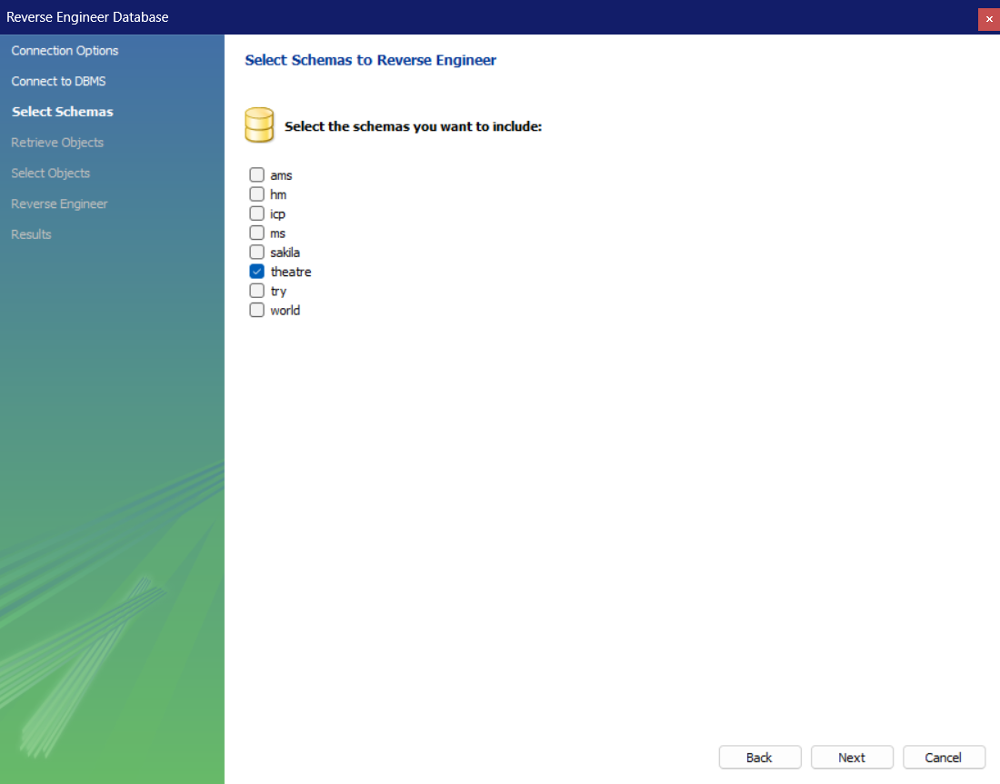 Reverse Engineer Database
Connection Options
Connect to DBMS
Select Schemas
Retrieve Objects
Select Objects
Reverse Engineer
Results
Select Schemas to Reverse Engineer
Select the schemas you want to include:
ams
hm
icp
ms
sakila
theatre
try
world
Back Next Cancel